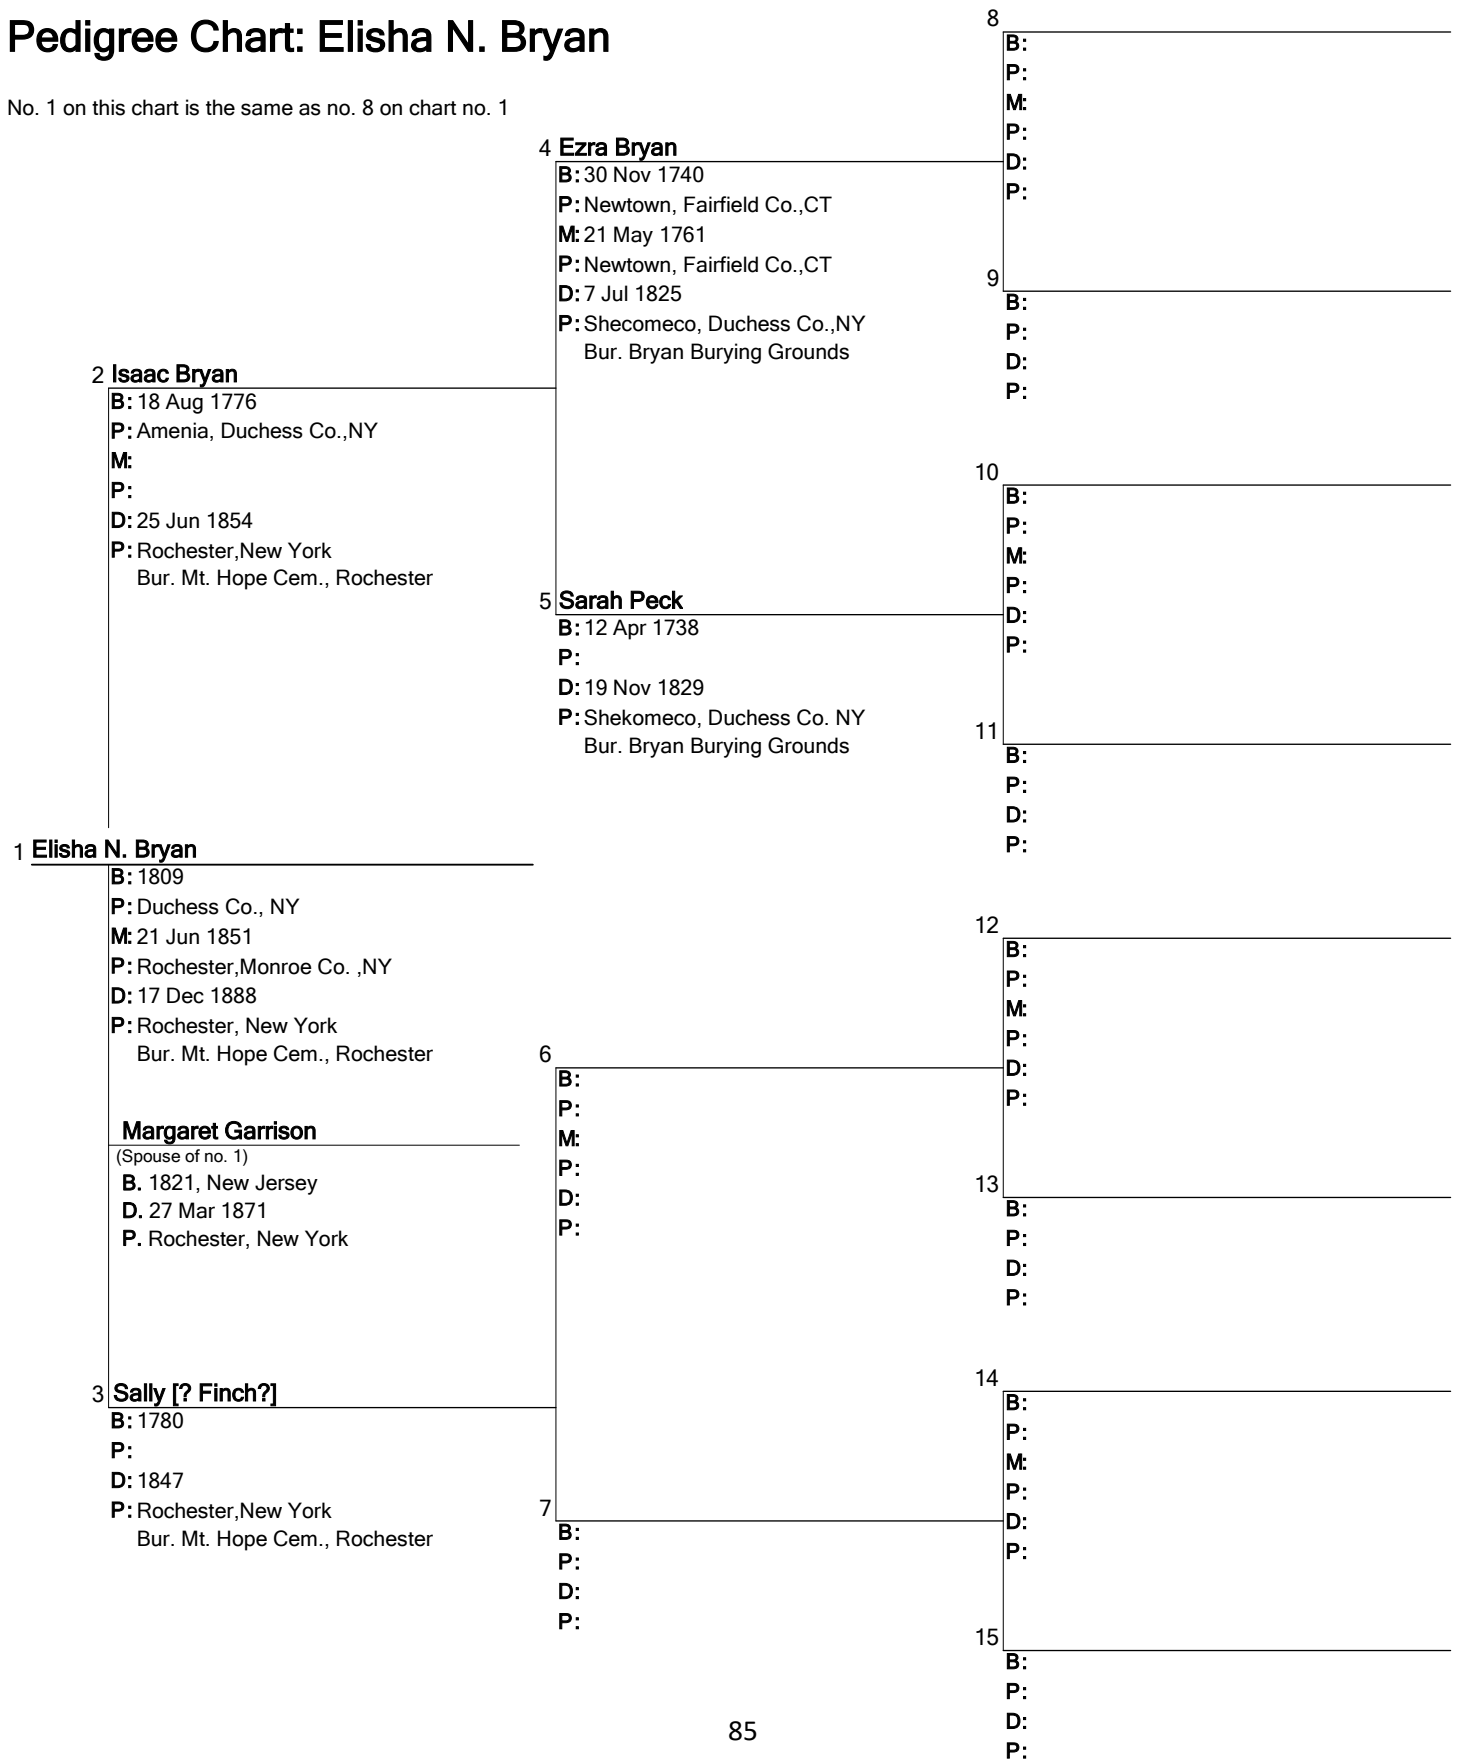 Pedigree Chart: Elisha N. Bryan
No. 1 on this chart is the same as no. 8 on chart no. 1
1 Elisha N. Bryan
B: 1809
P: Duchess Co., NY
M: 21 Jun 1851
P: Rochester,Monroe Co. ,NY
D: 17 Dec 1888
P: Rochester, New York
Bur. Mt. Hope Cem., Rochester
Margaret Garrison
(Spouse of no. 1)
B. 1821, New Jersey
D. 27 Mar 1871
P. Rochester, New York
2 Isaac Bryan
B: 18 Aug 1776
P: Amenia, Duchess Co.,NY
M:
P:
D: 25 Jun 1854
P: Rochester,New York
Bur. Mt. Hope Cem., Rochester
3 Sally [? Finch?]
B: 1780
P:
D: 1847
P: Rochester,New York
Bur. Mt. Hope Cem., Rochester
4 Ezra Bryan
B: 30 Nov 1740
P: Newtown, Fairfield Co.,CT
M: 21 May 1761
P: Newtown, Fairfield Co.,CT
D: 7 Jul 1825
P: Shecomeco, Duchess Co.,NY
Bur. Bryan Burying Grounds
5 Sarah Peck
B: 12 Apr 1738
P:
D: 19 Nov 1829
P: Shekomeco, Duchess Co. NY
Bur. Bryan Burying Grounds
6
B:
P:
M:
P:
D:
P:
7
B:
P:
D:
P:
8
B:
P:
M:
P:
D:
P:
9
B:
P:
D:
P:
10
B:
P:
M:
P:
D:
P:
11
B:
P:
D:
P:
12
B:
P:
M:
P:
D:
P:
13
B:
P:
D:
P:
14
B:
P:
M:
P:
D:
P:
15
B:
P:
D:
P:
85